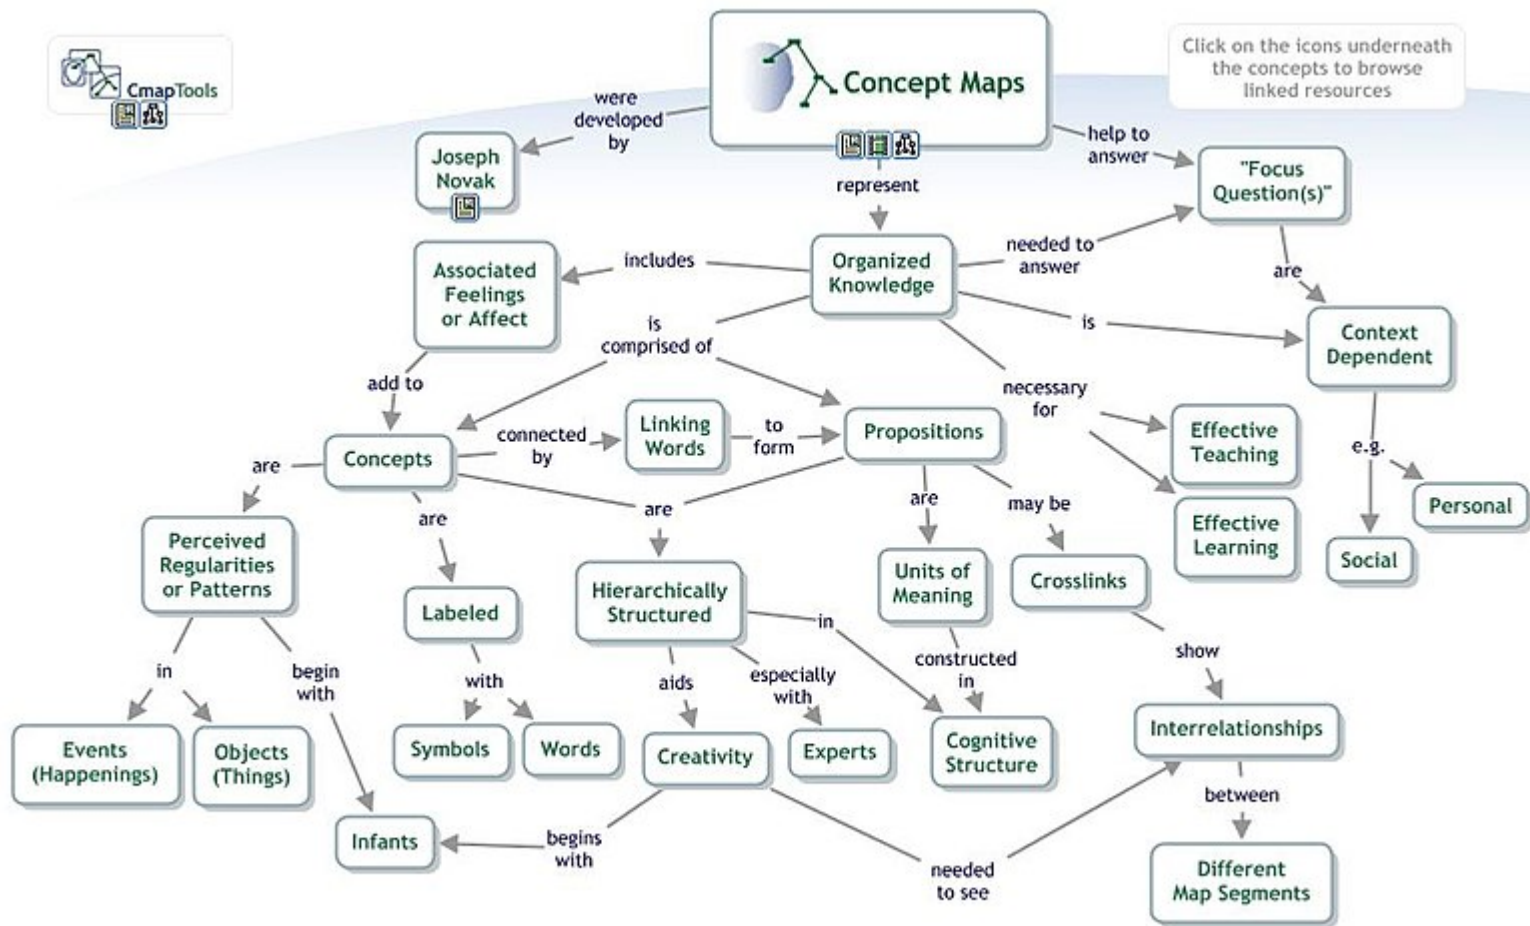 CmapTools
Concept Maps
Click on the icons underneath
the concepts to browse
linked resources
were
developed
by
help to
answer
Joseph
Novak
represent
"Focus
Question(s)"
Associated
Feelings
or Affect
includes
Organized
Knowledge
needed to
answer
are
is
comprised of
is
Context
Dependent
add to
necessary
for
Concepts
connected
by
Linking
Words
to
form
Propositions
Effective
Teaching
e.g.
are
are
are
are
may be
Effective
Learning
Personal
Social
Perceived
Regularities
or Patterns
Labeled
Hierarchically
Structured
Units of
Meaning
Crosslinks
in
begin
with
with
aids
especially
with
in
constructed
in
show
Events
(Happenings)
Objects
(Things)
Symbols
Words
Creativity
Experts
Cognitive
Structure
Interrelationships
Infants
begins
with
needed
to see
between
Different
Map Segments